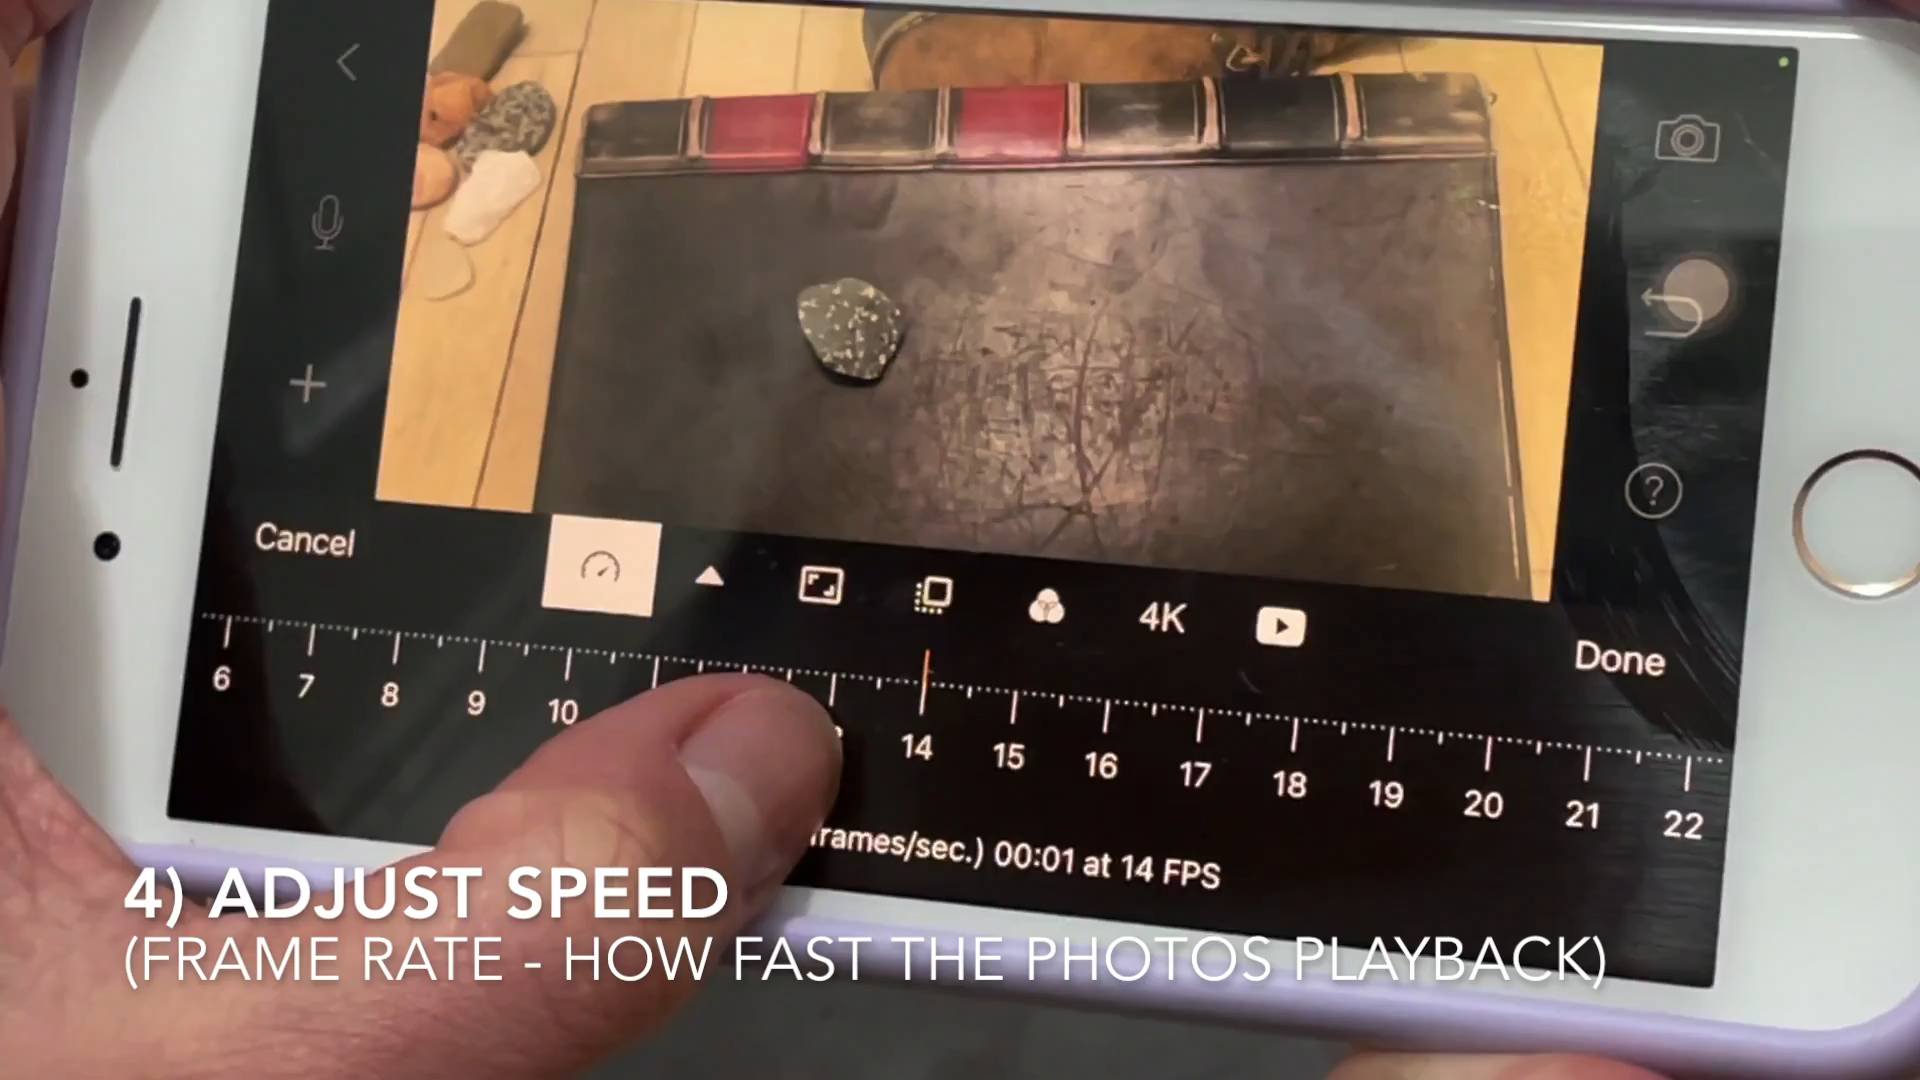 Cancel
4K
Done
6 7 8 9 10 14 15 16 17 18 19 20 21 22
frames/sec.) 00:01 at 14 FPS
4) ADJUST SPEED
(FRAME RATE - HOW FAST THE PHOTOS PLAYBACK)